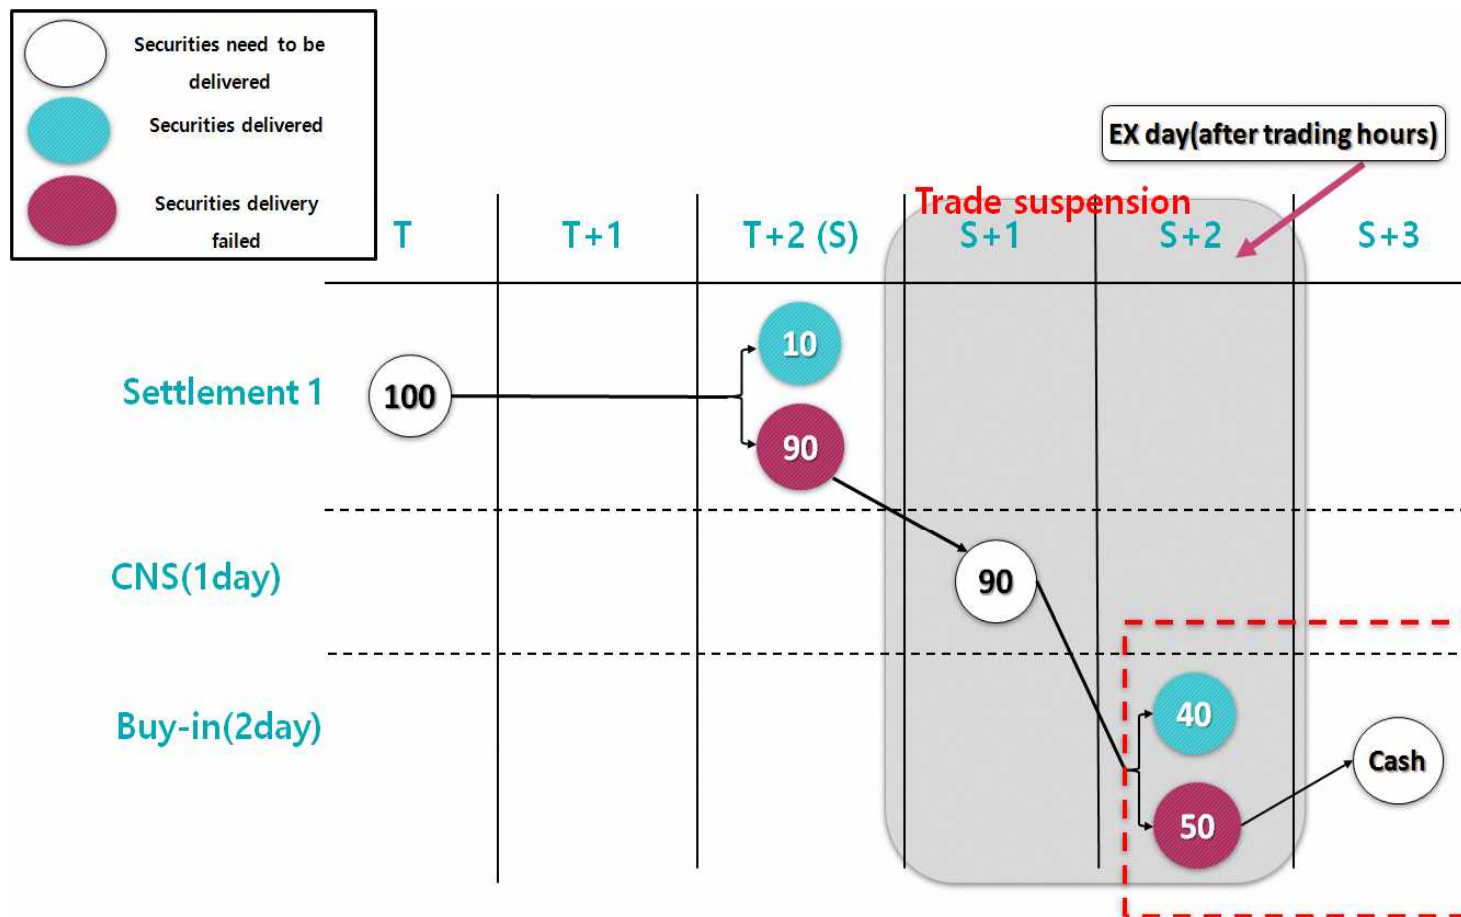 Securities need to be
delivered
Securities delivered
Securities delivery
failed
EX day(after trading hours)
Trade suspension
T
T+1
T+2 (S)
S+1
S+2
S+3
Settlement 1
100
10
90
CNS(1day)
90
Buy-in(2day)
40
50
Cash